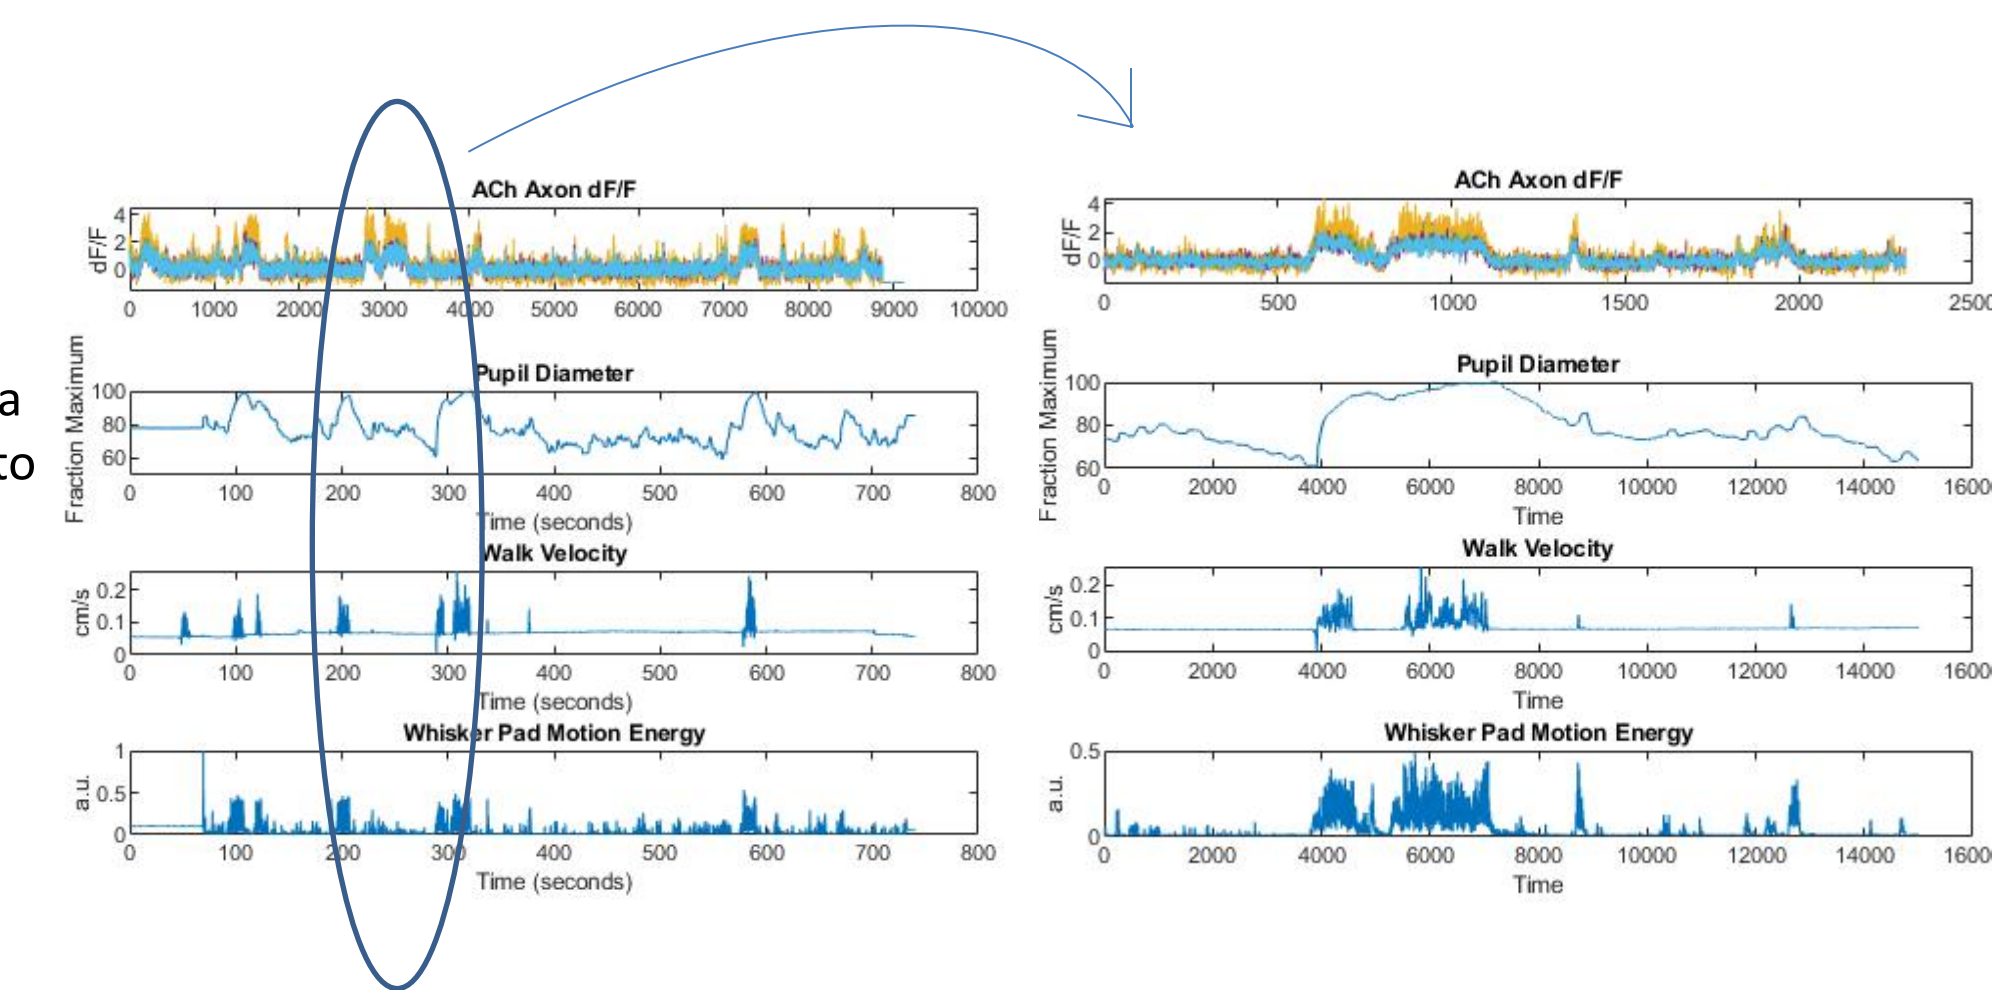 a
to
ACh Axon dF/F
dF/F
4
2
0
0 1000 2000 3000 4000 5000 6000 7000 8000 9000 10000
Pupil Diameter
Fraction Maximum
100
80
60
0 100 200 300 400 500 600 700 800
Time (seconds)
Walk Velocity
cm/s
0.2
0.1
0
0 100 200 300 400 500 600 700 800
Time (seconds)
Whisker Pad Motion Energy
a.u.
1
0.5
0
0 100 200 300 400 500 600 700 800
Time (seconds)
ACh Axon dF/F
dF/F
4
2
0
0 500 1000 1500 2000 2500
Pupil Diameter
Fraction Maximum
100
80
60
0 2000 4000 6000 8000 10000 12000 14000 1600
Time
Walk Velocity
cm/s
0.2
0.1
0
0 2000 4000 6000 8000 10000 12000 14000 1600
Time
Whisker Pad Motion Energy
a.u.
0.5
0
0 2000 4000 6000 8000 10000 12000 14000 1600
Time